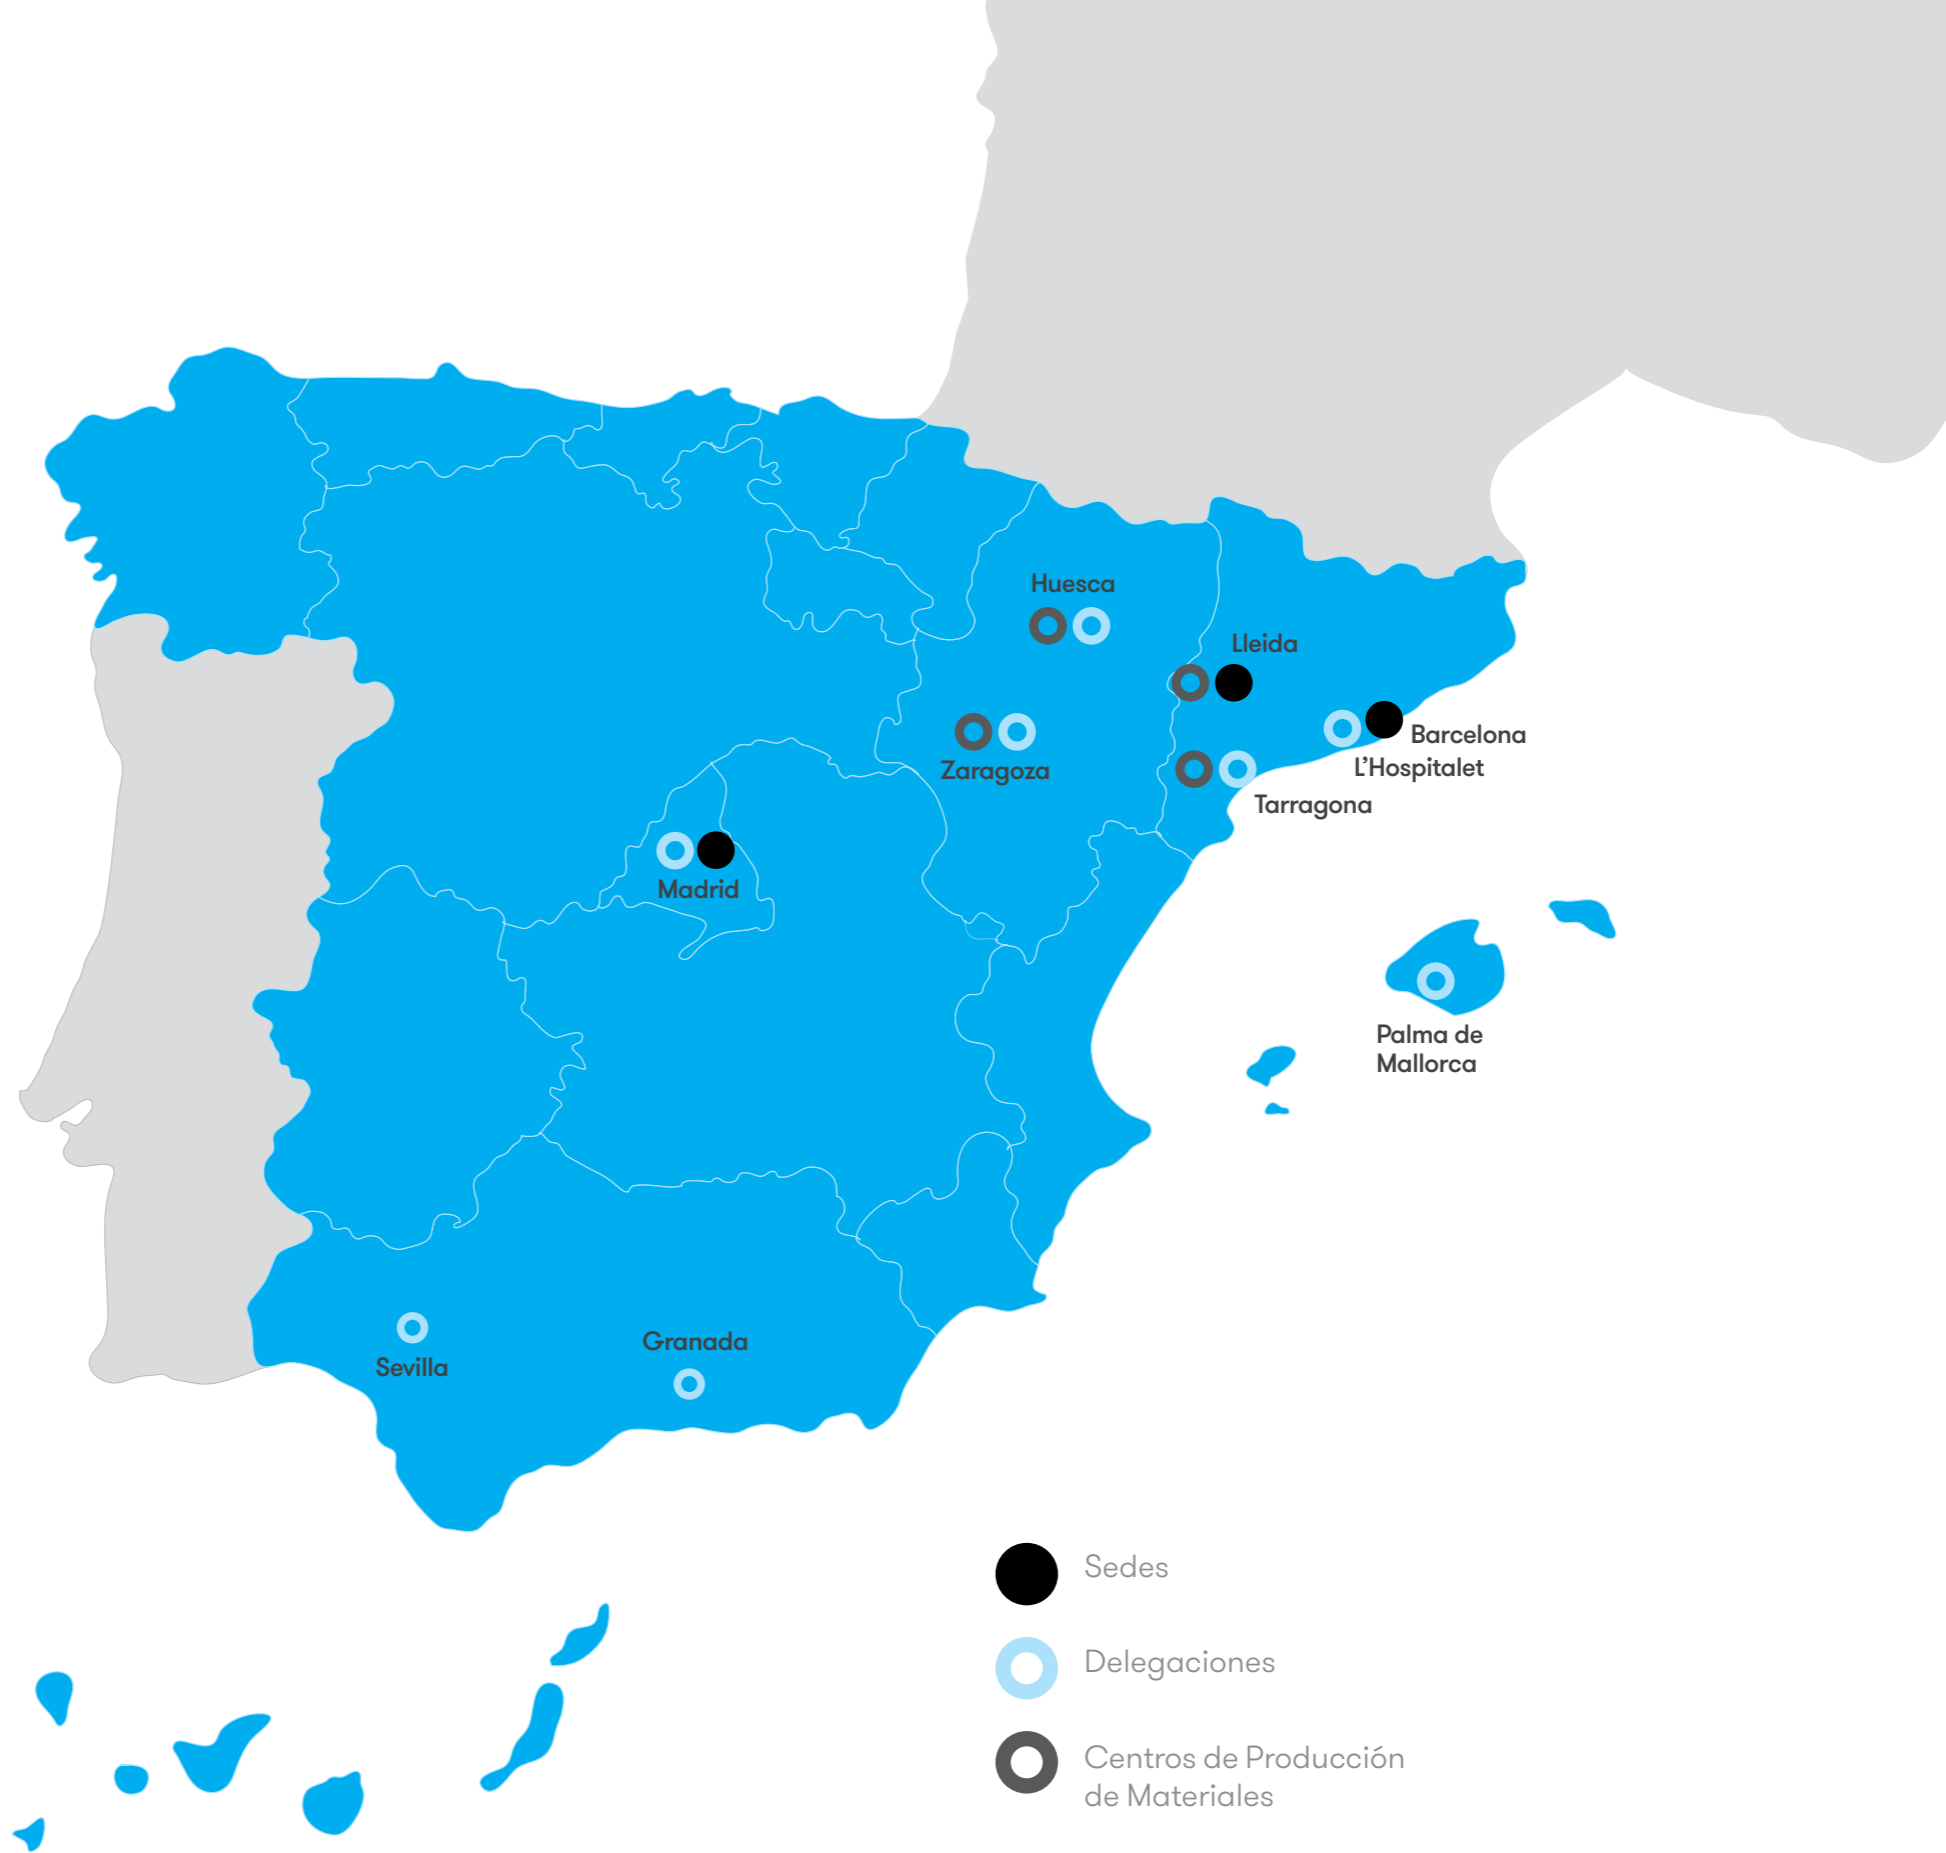 Huesca
Lleida
Barcelona
L'Hospitalet
Zaragoza
Tarragona
Madrid
Palma de
Mallorca
Granada
Sevilla
Sedes
Delegaciones
Centros de Producción
de Materiales